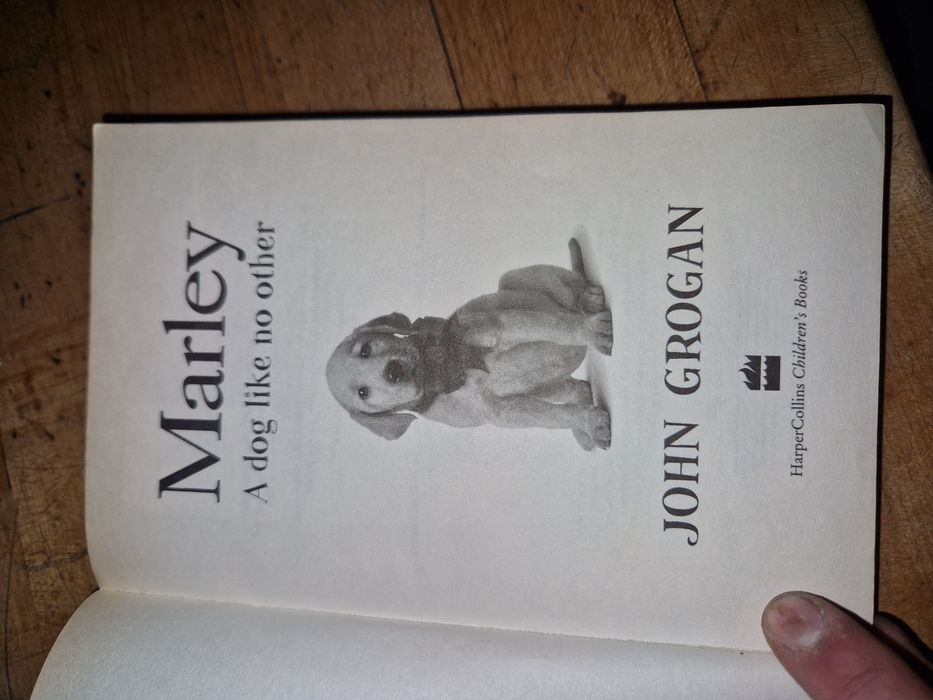 Marley
A dog like no other
JOHN GROGAN
HarperCollins Children's Books